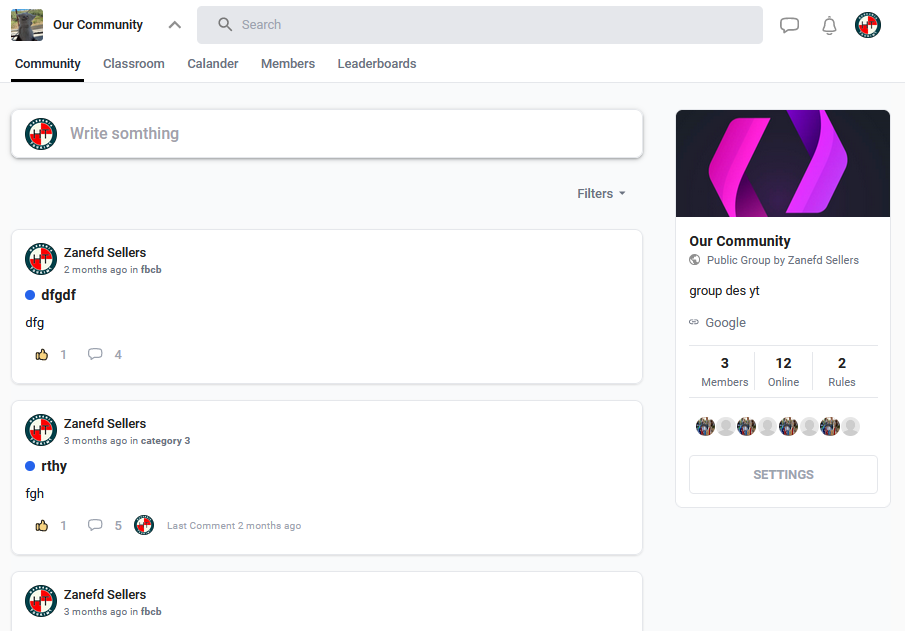 Our Community
Search
Community Classroom Calander Members Leaderboards
Write somthing
Filters
Zanefd Sellers
2 months ago in fbcb
dfgdf
dfg
1 4
Zanefd Sellers
3 months ago in category 3
rthy
fgh
1 5 Last Comment 2 months ago
Zanefd Sellers
3 months ago in fbcb
Our Community
Public Group by Zanefd Sellers
group des yt
Google
3 12 2
Members Online Rules
SETTINGS